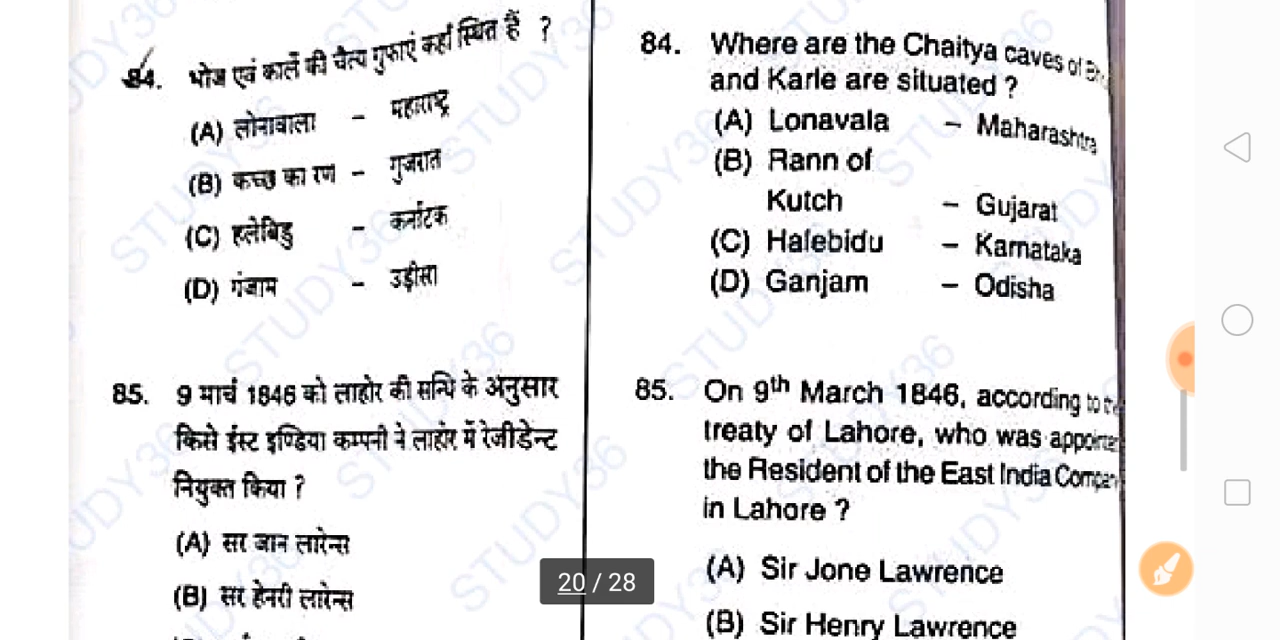 84. भोज एवं कार्ले की चैत्य गुफाएं कहाँ स्थित हैं ?
(A) लोनावाला – महाराष्ट्र
(B) कच्छ का रण – गुजरात
(C) हलेबिडु – कर्नाटक
(D) गंजाम – उड़ीसा
85. 9 मार्च 1846 को लाहोर की सन्धि के अनुसार
किसे ईस्ट इण्डिया कम्पनी ने लाहोर में रेजीडेन्ट
नियुक्त किया ?
(A) सर जान लारेन्स
(B) सर हेनरी लारेन्स
84. Where are the Chaitya caves of
and Karle are situated ?
(A) Lonavala – Maharashtra
(B) Rann of
Kutch – Gujarat
(C) Halebidu – Karnataka
(D) Ganjam – Odisha
85. On 9th March 1846, according to the
treaty of Lahore, who was appointed
the Resident of the East India Company
in Lahore ?
(A) Sir Jone Lawrence
(B) Sir Henry Lawrence
20 / 28
STUDY36